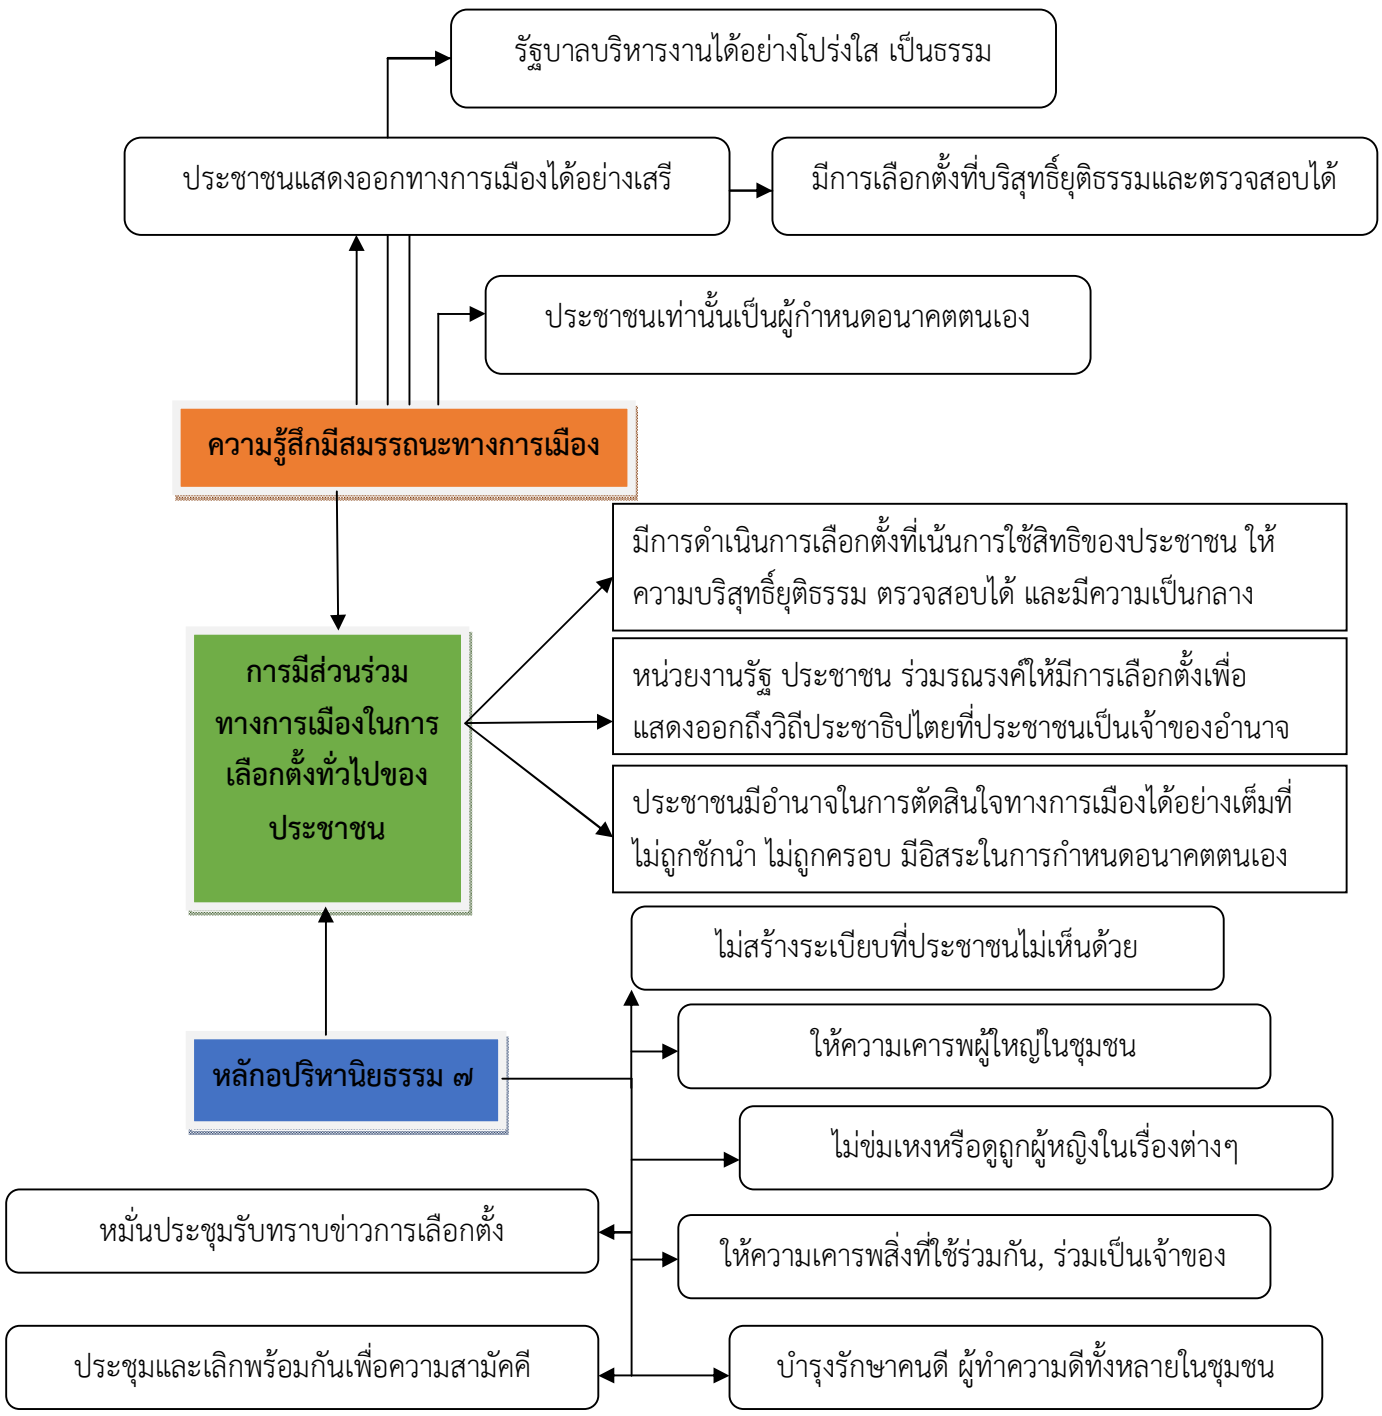 รัฐบาลบริหารงานได้อย่างโปร่งใส เป็นธรรม
ประชาชนแสดงออกทางการเมืองได้อย่างเสรี
มีการเลือกตั้งที่บริสุทธิ์ยุติธรรมและตรวจสอบได้
ประชาชนเท่านั้นเป็นผู้กำหนดอนาคตตนเอง
ความรู้สึกมีสมรรถนะทางการเมือง
มีการดำเนินการเลือกตั้งที่เน้นการใช้สิทธิของประชาชน ให้
ความบริสุทธิ์ยุติธรรม ตรวจสอบได้ และมีความเป็นกลาง
การมีส่วนร่วม
ทางการเมืองในการ
เลือกตั้งทั่วไปของ
ประชาชน
หน่วยงานรัฐ ประชาชน ร่วมรณรงค์ให้มีการเลือกตั้งเพื่อ
แสดงออกถึงวิถีประชาธิปไตยที่ประชาชนเป็นเจ้าของอำนาจ
ประชาชนมีอำนาจในการตัดสินใจทางการเมืองได้อย่างเต็มที่
ไม่ถูกชักนำ ไม่ถูกครอบ มีอิสระในการกำหนดอนาคตตนเอง
ไม่สร้างระเบียบที่ประชาชนไม่เห็นด้วย
ให้ความเคารพผู้ใหญ่ในชุมชน
หลักอปริหานิยธรรม ๗
ไม่ข่มเหงหรือดูถูกผู้หญิงในเรื่องต่างๆ
หมั่นประชุมรับทราบข่าวการเลือกตั้ง
ให้ความเคารพสิ่งที่ใช้ร่วมกัน, ร่วมเป็นเจ้าของ
ประชุมและเลิกพร้อมกันเพื่อความสามัคคี
บำรุงรักษาคนดี ผู้ทำความดีทั้งหลายในชุมชน